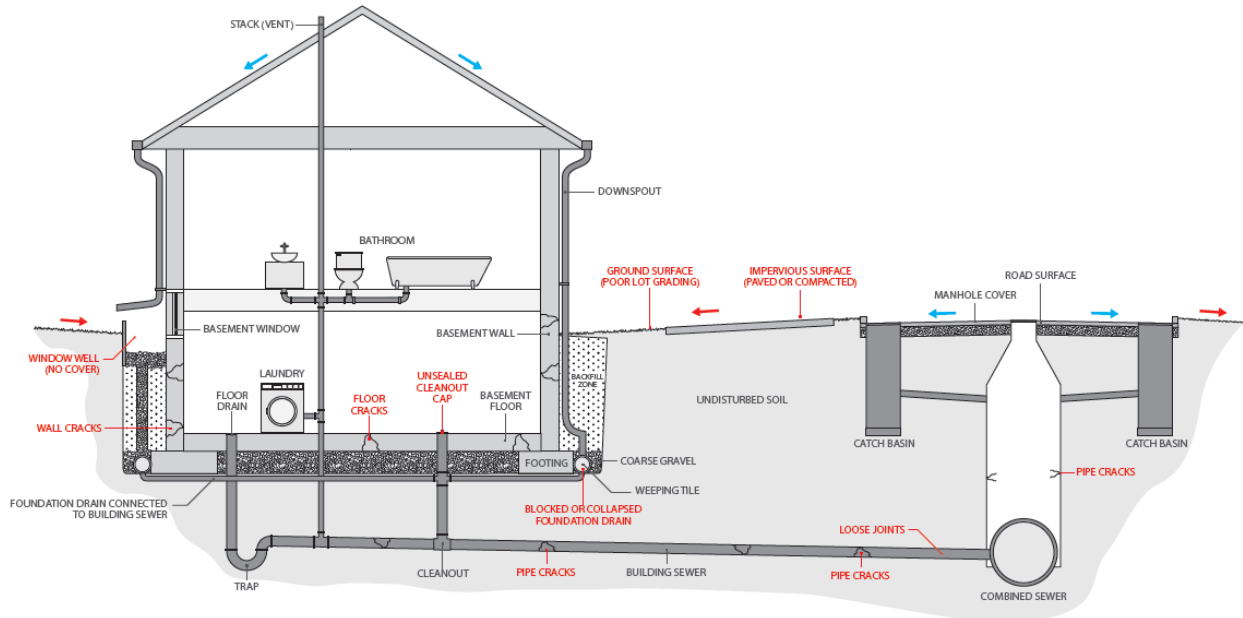 STACK (VENT)
DOWNSPOUT
BATHROOM
GROUND SURFACE
(POOR LOT GRADING)
IMPERVIOUS SURFACE
(PAVED OR COMPACTED)
ROAD SURFACE
MANHOLE COVER
BASEMENT WINDOW
BASEMENT WALL
WINDOW WELL
(NO COVER)
LAUNDRY
FLOOR
DRAIN
UNSEALED
CLEANOUT
CAP
FLOOR
CRACKS
BASEMENT
FLOOR
BACKFILL
ZONE
UNDISTURBED SOIL
WALL CRACKS
CATCH BASIN
CATCH BASIN
FOOTING
COARSE GRAVEL
PIPE CRACKS
WEEPING TILE
FOUNDATION DRAIN CONNECTED
TO BUILDING SEWER
BLOCKED OR COLLAPSED
FOUNDATION DRAIN
LOOSE JOINTS
TRAP
CLEANOUT
PIPE CRACKS
BUILDING SEWER
PIPE CRACKS
COMBINED SEWER